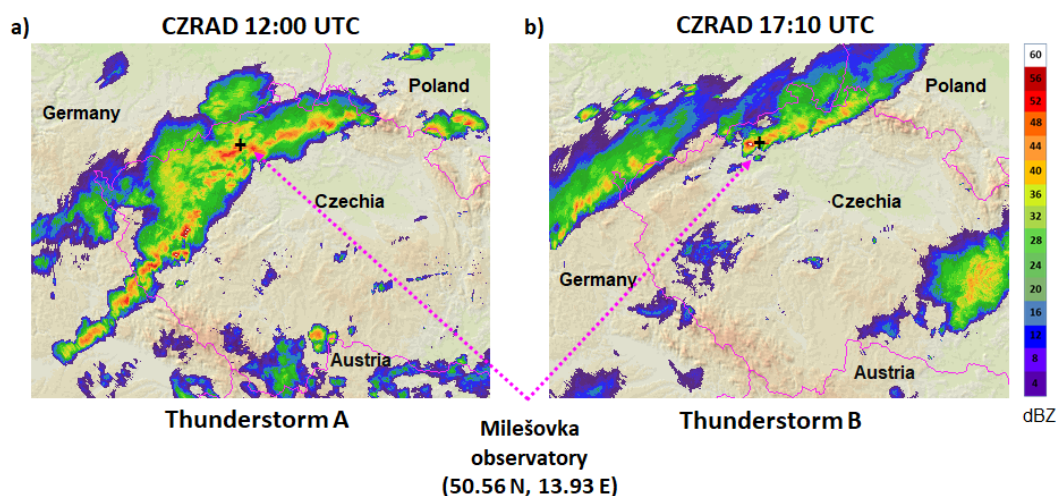 a)
CZRAD 12:00 UTC
Germany
Poland
Czechia
Austria
Thunderstorm A
b)
CZRAD 17:10 UTC
Poland
Czechia
Germany
Austria
Thunderstorm B
60
56
52
48
44
40
36
32
28
24
20
16
12
8
4
dBZ
Milešovka
observatory
(50.56 N, 13.93 E)